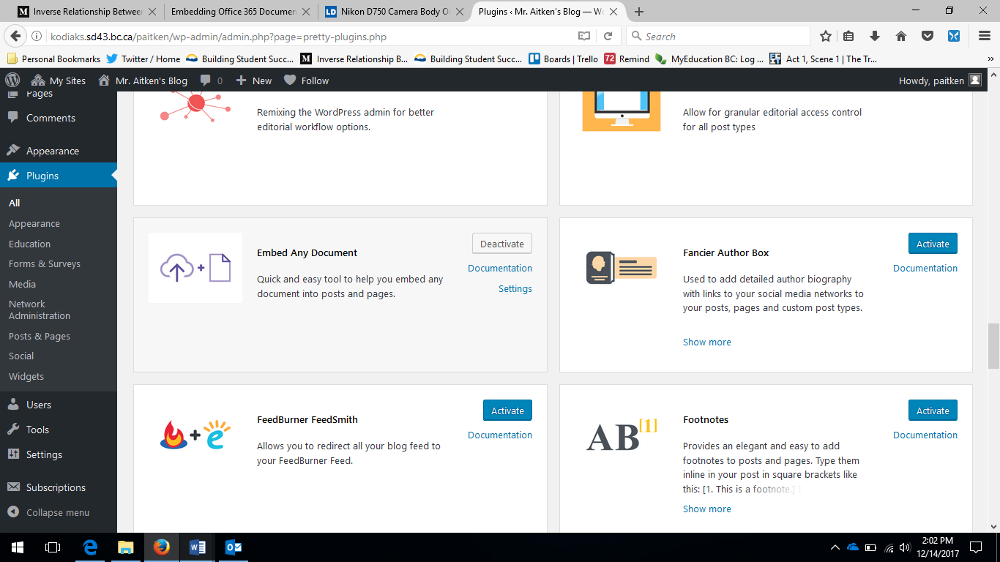 Inverse Relationship Between
Embedding Office 365 Documen
LD Nikon D750 Camera Body O
Plugins ‹ Mr. Aitken's Blog — Wo
kodiaks.sd43.bc.ca/paitken/wp-admin/admin.php?page=pretty-plugins.php
Search
Personal Bookmarks
Twitter / Home
Building Student Succ...
Inverse Relationship B...
Building Student Succ...
Boards | Trello
72 Remind
MyEducation BC: Log ...
Act 1, Scene 1 | The Tr...
My Sites
Mr. Aitken's Blog
0
New
Follow
Howdy, paitken
Pages
Comments
Appearance
Plugins
All
Appearance
Education
Forms & Surveys
Media
Network
Administration
Posts & Pages
Social
Widgets
Users
Tools
Settings
Subscriptions
Collapse menu
Remixing the WordPress admin for better
editorial workflow options.
Allow for granular editorial access control
for all post types
Embed Any Document
Deactivate
Documentation
Settings
Quick and easy tool to help you embed any
document into posts and pages.
Fancier Author Box
Activate
Documentation
Used to add detailed author biography
with links to your social media networks to
your posts, pages and custom post types.
Show more
FeedBurner FeedSmith
Activate
Documentation
Allows you to redirect all your blog feed to
your FeedBurner Feed.
AB[1]
Footnotes
Activate
Documentation
Provides an elegant and easy to add
footnotes to posts and pages. Type them
inline in your post in square brackets like
this: [1. This is a footnote.] E
Show more
2:02 PM
12/14/2017